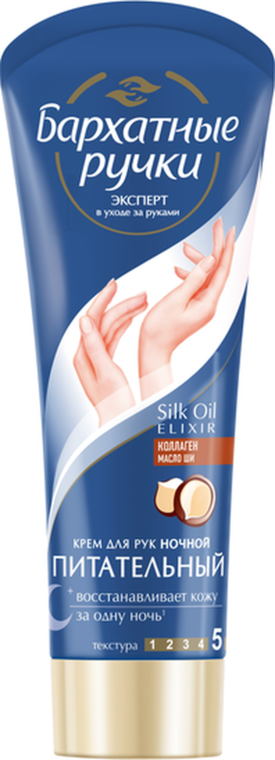 Бархатные
ручки
ЭКСПЕРТ
в уходе за руками
Silk Oil
ELIXIR
КОЛЛАГЕН
МАСЛО ШИ
КРЕМ ДЛЯ РУК НОЧНОЙ
ПИТАТЕЛЬНЫЙ
+ восстанавливает кожу
за одну ночь¹
текстура 1 2 3 4 5